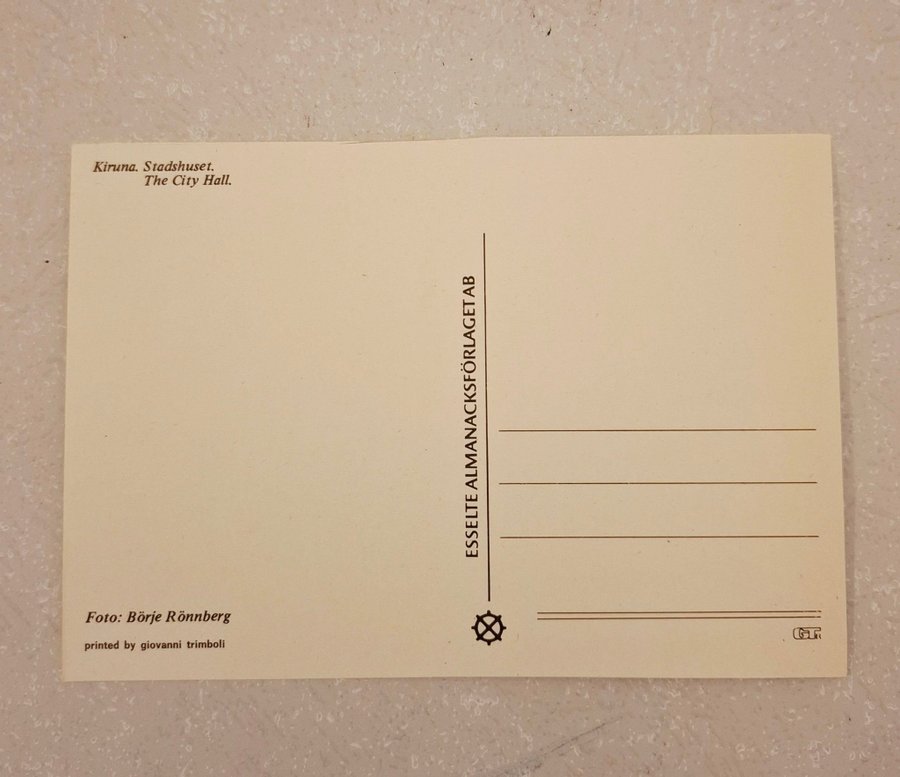 Kiruna. Stadshuset.
The City Hall.
ESSELTE ALMANACKSFÖRLAGET AB
Foto: Börje Rönnberg
printed by giovanni trimboli
GT